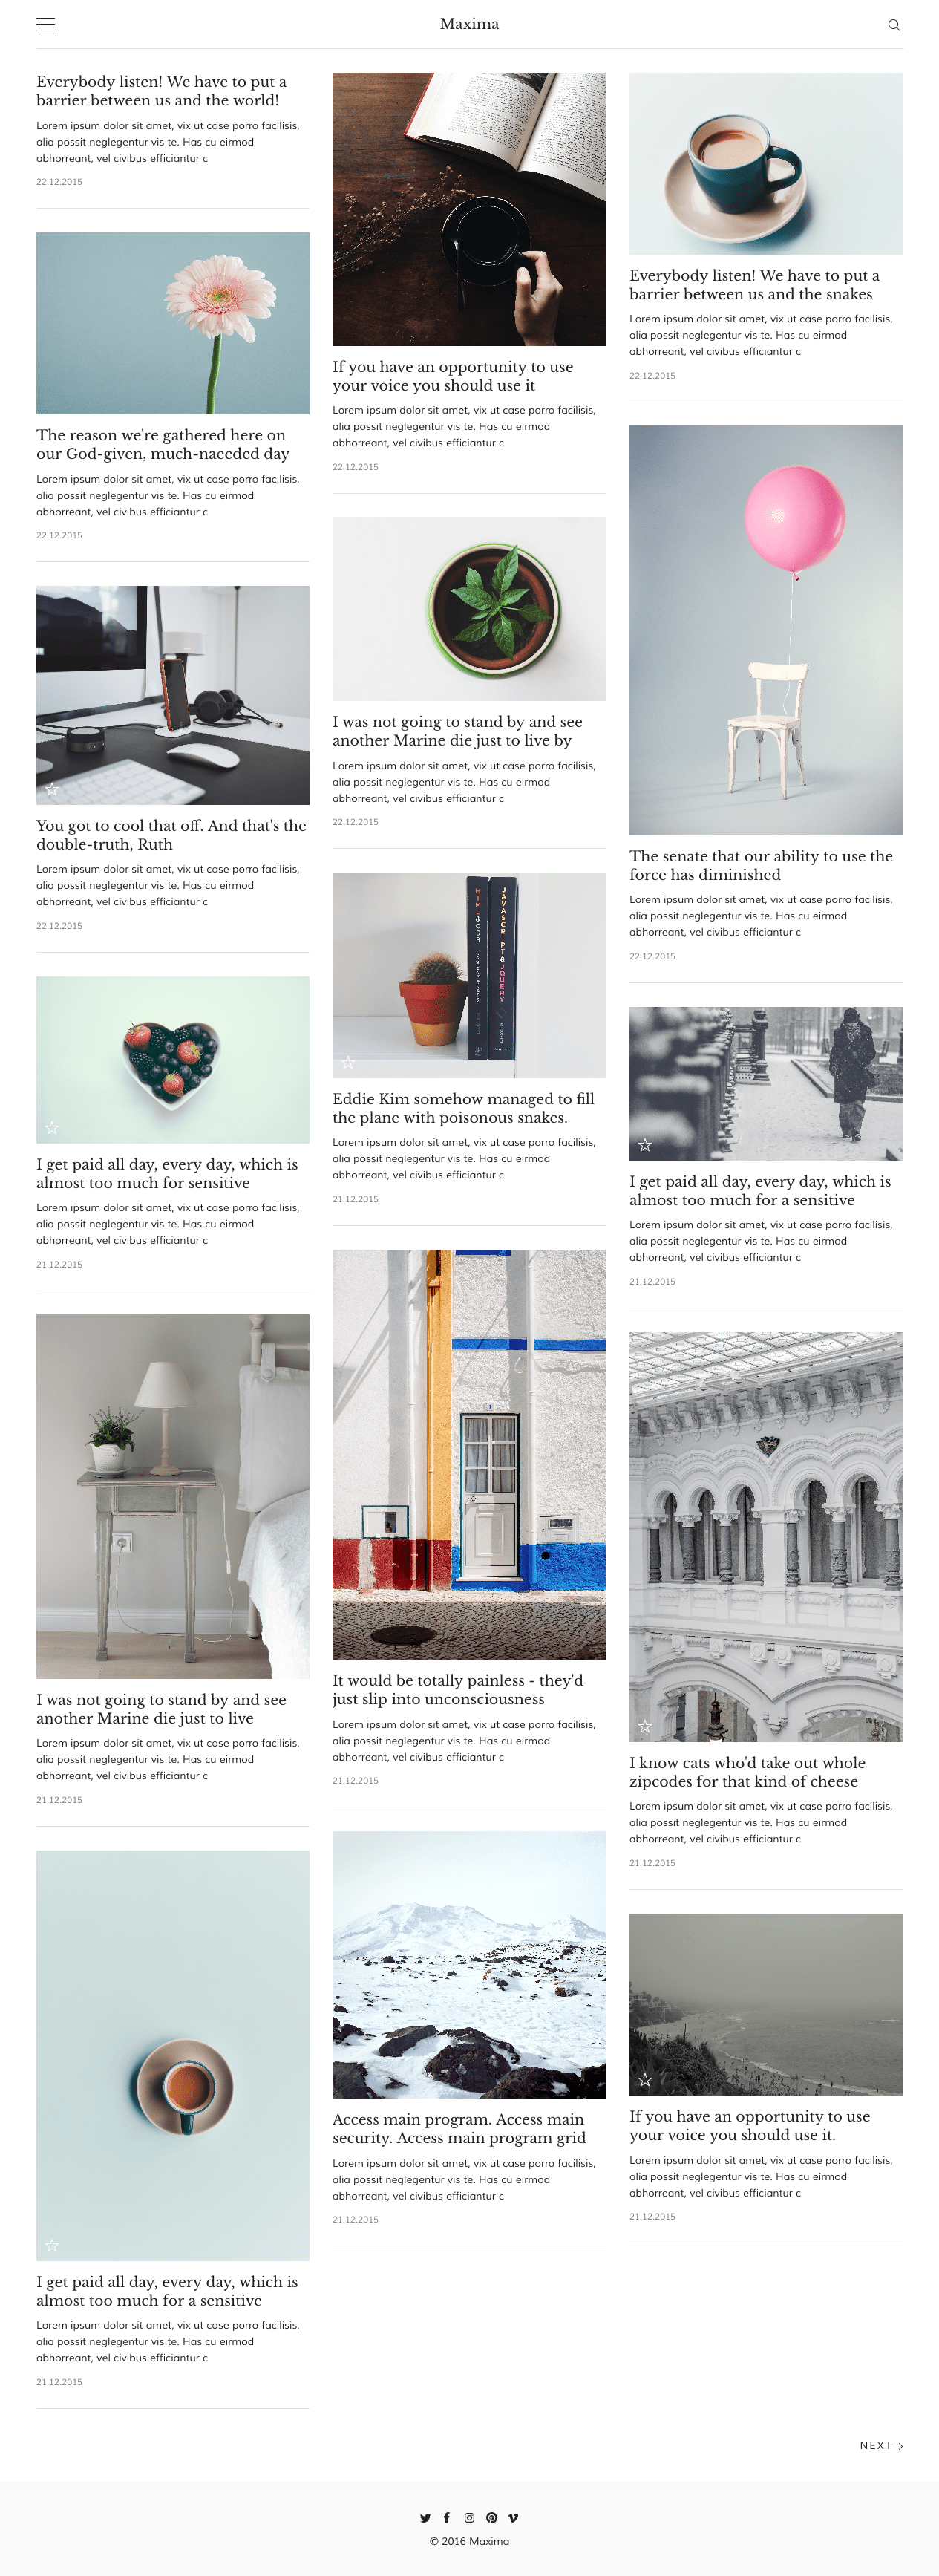 Maxima
Everybody listen! We have to put a
barrier between us and the world!
Lorem ipsum dolor sit amet, vix ut case porro facilisis,
alia possit neglegentur vis te. Has cu eirmod
abhorreant, vel civibus efficiantur c
22.12.2015
The reason we're gathered here on
our God-given, much-naeeded day
Lorem ipsum dolor sit amet, vix ut case porro facilisis,
alia possit neglegentur vis te. Has cu eirmod
abhorreant, vel civibus efficiantur c
22.12.2015
You got to cool that off. And that's the
double-truth, Ruth
Lorem ipsum dolor sit amet, vix ut case porro facilisis,
alia possit neglegentur vis te. Has cu eirmod
abhorreant, vel civibus efficiantur c
22.12.2015
I get paid all day, every day, which is
almost too much for sensitive
Lorem ipsum dolor sit amet, vix ut case porro facilisis,
alia possit neglegentur vis te. Has cu eirmod
abhorreant, vel civibus efficiantur c
21.12.2015
I was not going to stand by and see
another Marine die just to live
Lorem ipsum dolor sit amet, vix ut case porro facilisis,
alia possit neglegentur vis te. Has cu eirmod
abhorreant, vel civibus efficiantur c
21.12.2015
I get paid all day, every day, which is
almost too much for a sensitive
Lorem ipsum dolor sit amet, vix ut case porro facilisis,
alia possit neglegentur vis te. Has cu eirmod
abhorreant, vel civibus efficiantur c
21.12.2015
If you have an opportunity to use
your voice you should use it
Lorem ipsum dolor sit amet, vix ut case porro facilisis,
alia possit neglegentur vis te. Has cu eirmod
abhorreant, vel civibus efficiantur c
22.12.2015
I was not going to stand by and see
another Marine die just to live by
Lorem ipsum dolor sit amet, vix ut case porro facilisis,
alia possit neglegentur vis te. Has cu eirmod
abhorreant, vel civibus efficiantur c
22.12.2015
HTML&CSS
JAVASCRIPT&JQUERY
Eddie Kim somehow managed to fill
the plane with poisonous snakes.
Lorem ipsum dolor sit amet, vix ut case porro facilisis,
alia possit neglegentur vis te. Has cu eirmod
abhorreant, vel civibus efficiantur c
21.12.2015
It would be totally painless - they'd
just slip into unconsciousness
Lorem ipsum dolor sit amet, vix ut case porro facilisis,
alia possit neglegentur vis te. Has cu eirmod
abhorreant, vel civibus efficiantur c
21.12.2015
Access main program. Access main
security. Access main program grid
Lorem ipsum dolor sit amet, vix ut case porro facilisis,
alia possit neglegentur vis te. Has cu eirmod
abhorreant, vel civibus efficiantur c
21.12.2015
Everybody listen! We have to put a
barrier between us and the snakes
Lorem ipsum dolor sit amet, vix ut case porro facilisis,
alia possit neglegentur vis te. Has cu eirmod
abhorreant, vel civibus efficiantur c
22.12.2015
The senate that our ability to use the
force has diminished
Lorem ipsum dolor sit amet, vix ut case porro facilisis,
alia possit neglegentur vis te. Has cu eirmod
abhorreant, vel civibus efficiantur c
22.12.2015
I get paid all day, every day, which is
almost too much for a sensitive
Lorem ipsum dolor sit amet, vix ut case porro facilisis,
alia possit neglegentur vis te. Has cu eirmod
abhorreant, vel civibus efficiantur c
21.12.2015
I know cats who'd take out whole
zipcodes for that kind of cheese
Lorem ipsum dolor sit amet, vix ut case porro facilisis,
alia possit neglegentur vis te. Has cu eirmod
abhorreant, vel civibus efficiantur c
21.12.2015
If you have an opportunity to use
your voice you should use it.
Lorem ipsum dolor sit amet, vix ut case porro facilisis,
alia possit neglegentur vis te. Has cu eirmod
abhorreant, vel civibus efficiantur c
21.12.2015
NEXT
© 2016 Maxima